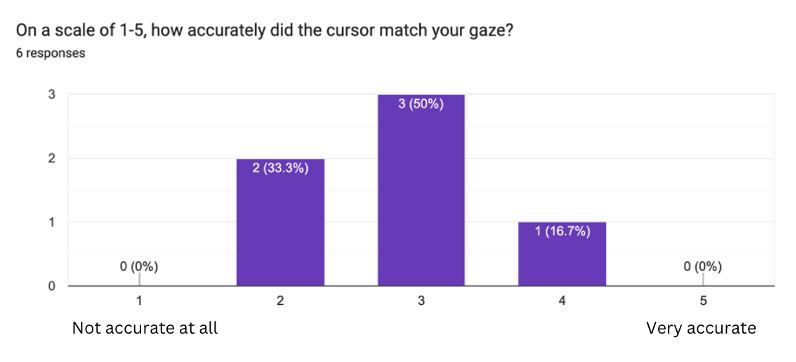 On a scale of 1-5, how accurately did the cursor match your gaze?
6 responses
3
2
1
0
0 (0%)
2 (33.3%)
3 (50%)
1 (16.7%)
0 (0%)
1 2 3 4 5
Not accurate at all Very accurate